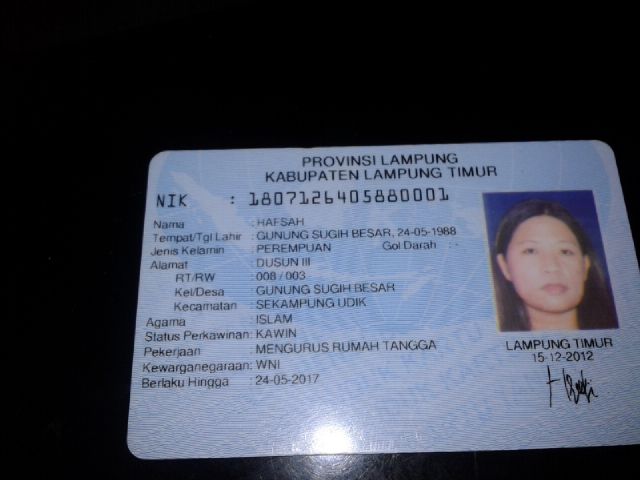 PROVINSI LAMPUNG
KABUPATEN LAMPUNG TIMUR
NIK : 1807126405880001
Nama : HAFSAH
Tempat/Tgl Lahir : GUNUNG SUGIH BESAR, 24-05-1988
Jenis Kelamin : PEREMPUAN Gol Darah : -
Alamat : DUSUN III
RT/RW : 008 / 003
Kel/Desa : GUNUNG SUGIH BESAR
Kecamatan : SEKAMPUNG UDIK
Agama : ISLAM
Status Perkawinan: KAWIN
Pekerjaan : MENGURUS RUMAH TANGGA
Kewarganegaraan: WNI
Berlaku Hingga : 24-05-2017
LAMPUNG TIMUR
15-12-2012